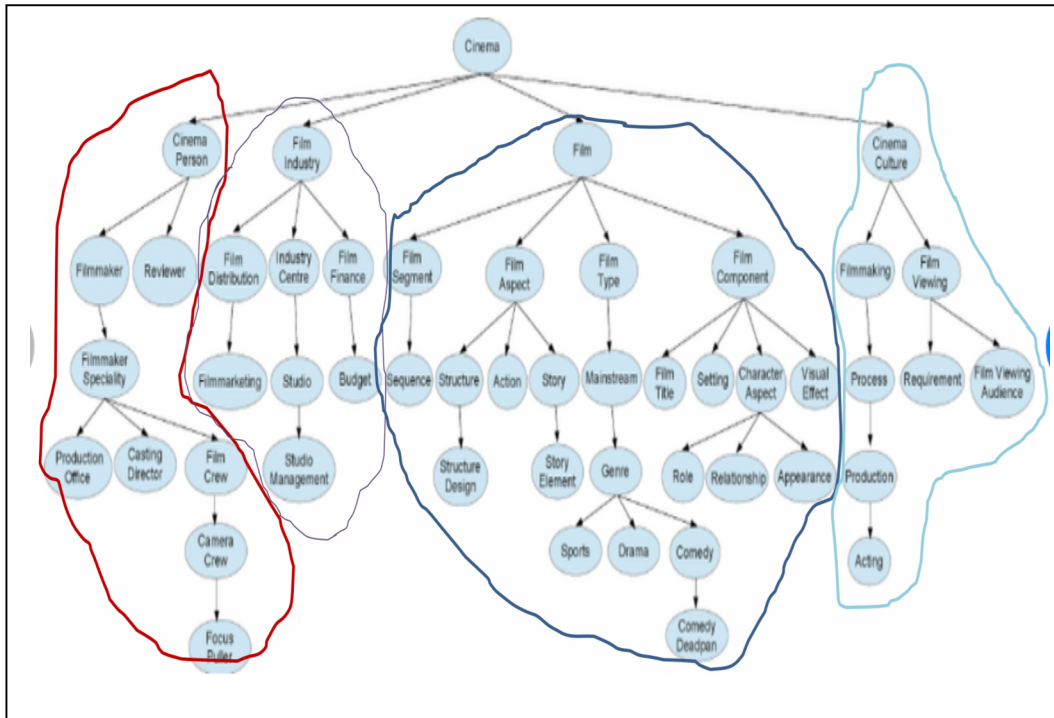 Cinema
Cinema
Person
Film
Industry
Film
Cinema
Culture
Filmmaker
Reviewer
Film
Distribution
Industry
Centre
Film
Finance
Film
Segment
Film
Aspect
Film
Type
Film
Component
Filmmaking
Film
Viewing
Filmmaker
Speciality
Filmmarketing
Studio
Budget
Sequence
Structure
Action
Story
Mainstream
Film
Title
Setting
Character
Aspect
Visual
Effect
Process
Requirement
Film Viewing
Audience
Production
Office
Casting
Director
Film
Crew
Studio
Management
Structure
Design
Story
Element
Genre
Role
Relationship
Appearance
Production
Camera
Crew
Sports
Drama
Comedy
Acting
Focus
Puller
Comedy
Deadpan